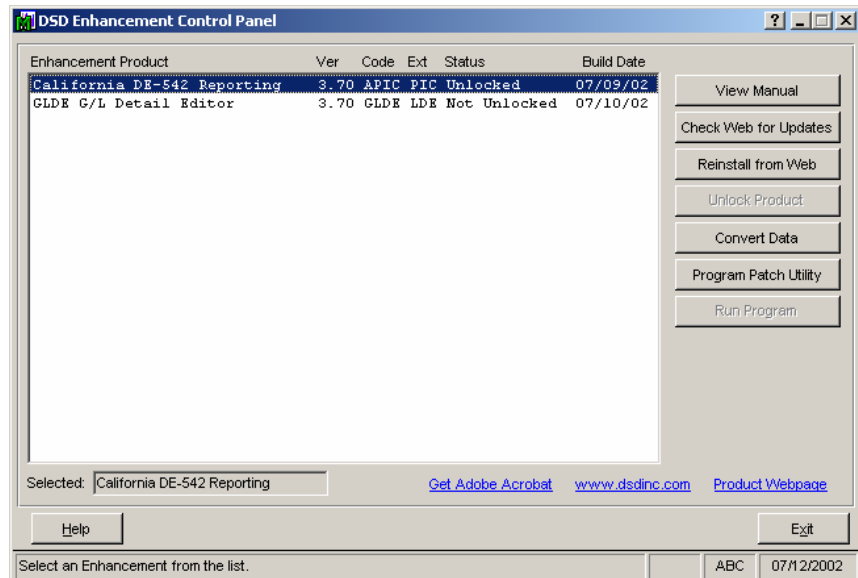 DSD Enhancement Control Panel
Enhancement Product Ver Code Ext Status Build Date
California DE-542 Reporting 3.70 APIC PIC Unlocked 07/09/02
GLDE G/L Detail Editor 3.70 GLDE LDE Not Unlocked 07/10/02
View Manual
Check Web for Updates
Reinstall from Web
Unlock Product
Convert Data
Program Patch Utility
Run Program
Selected: California DE-542 Reporting Get Adobe Acrobat www.dsdinc.com Product Webpage
Help Exit
Select an Enhancement from the list. ABC 07/12/2002